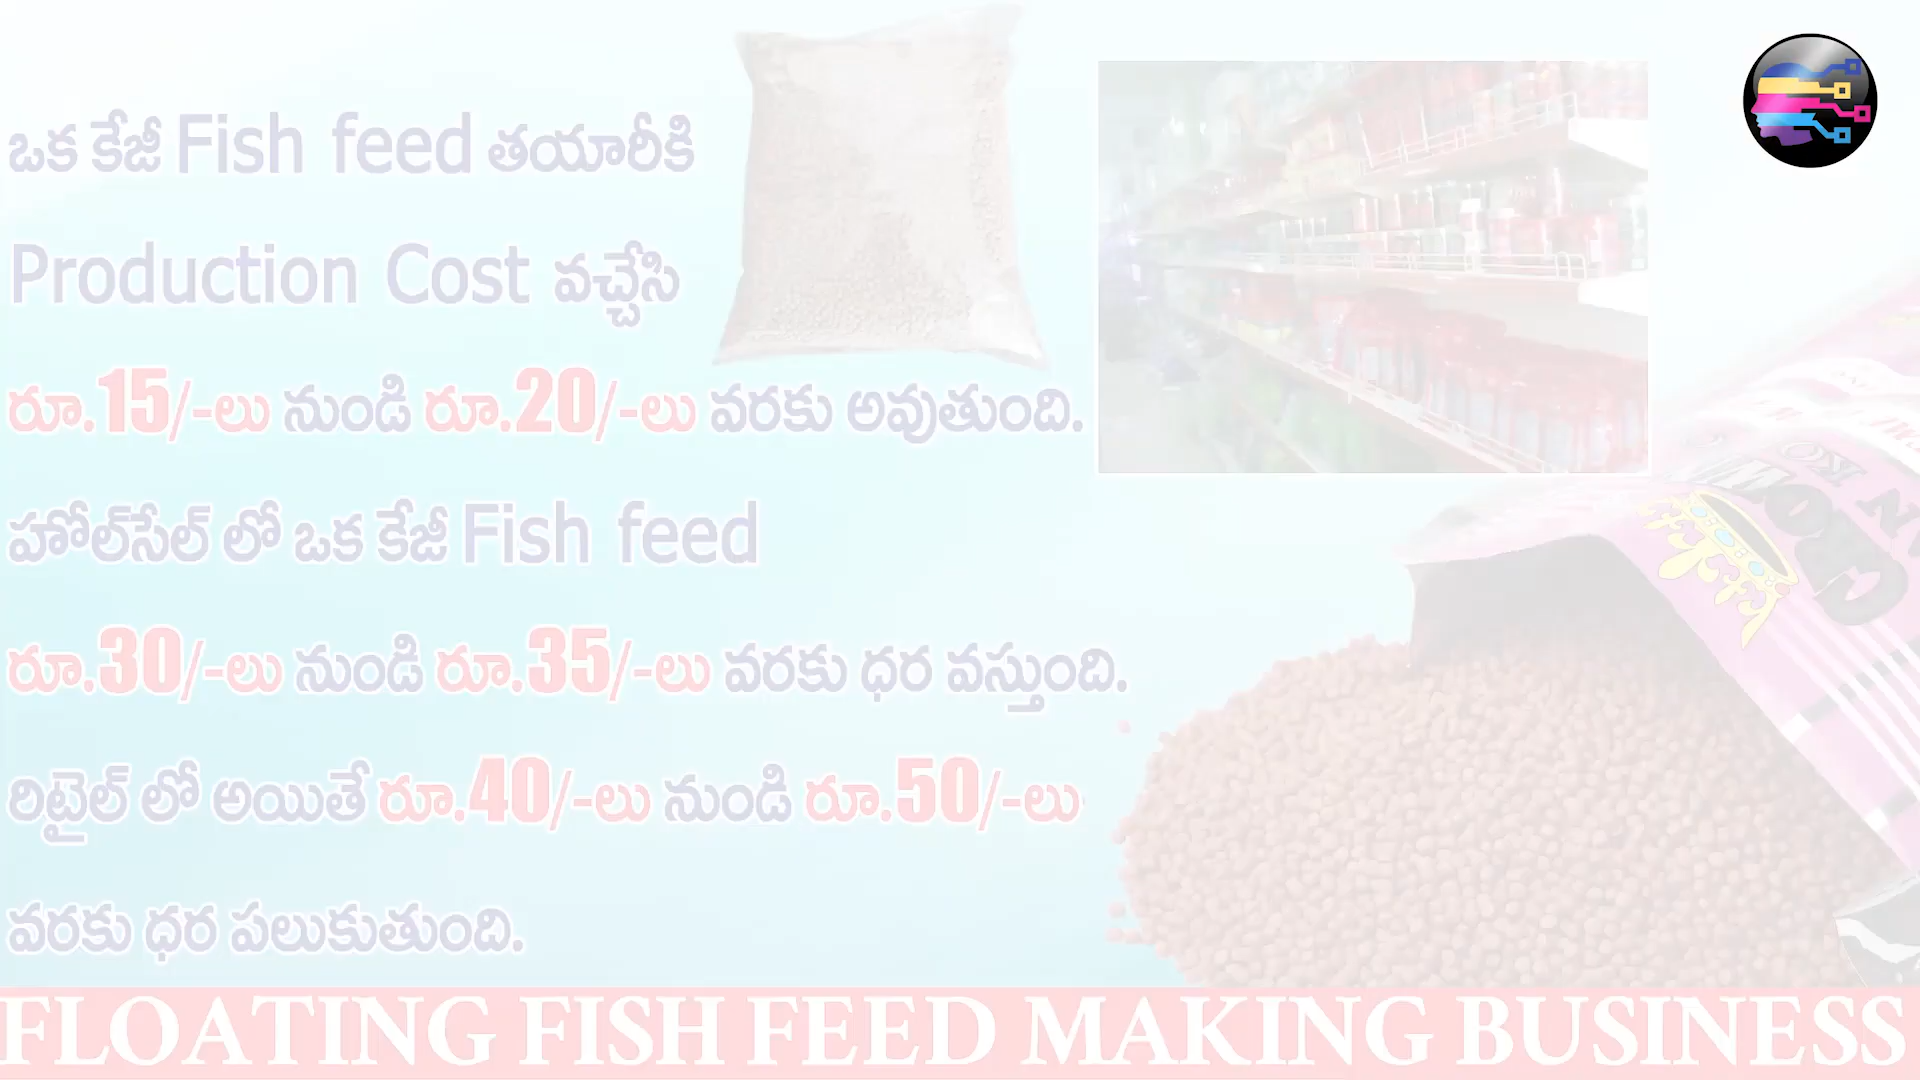 ఒక కేజీ Fish feed తయారీకి
Production Cost వచ్చేసి
రూ.15/-లు నుండి రూ.20/-లు వరకు అవుతుంది.
హోల్‌సేల్ లో ఒక కేజీ Fish feed
రూ.30/-లు నుండి రూ.35/-లు వరకు ధర వస్తుంది.
రిటైల్ లో అయితే రూ.40/-లు నుండి రూ.50/-లు
వరకు ధర పలుకుతుంది.
FLOATING FISH FEED MAKING BUSINESS